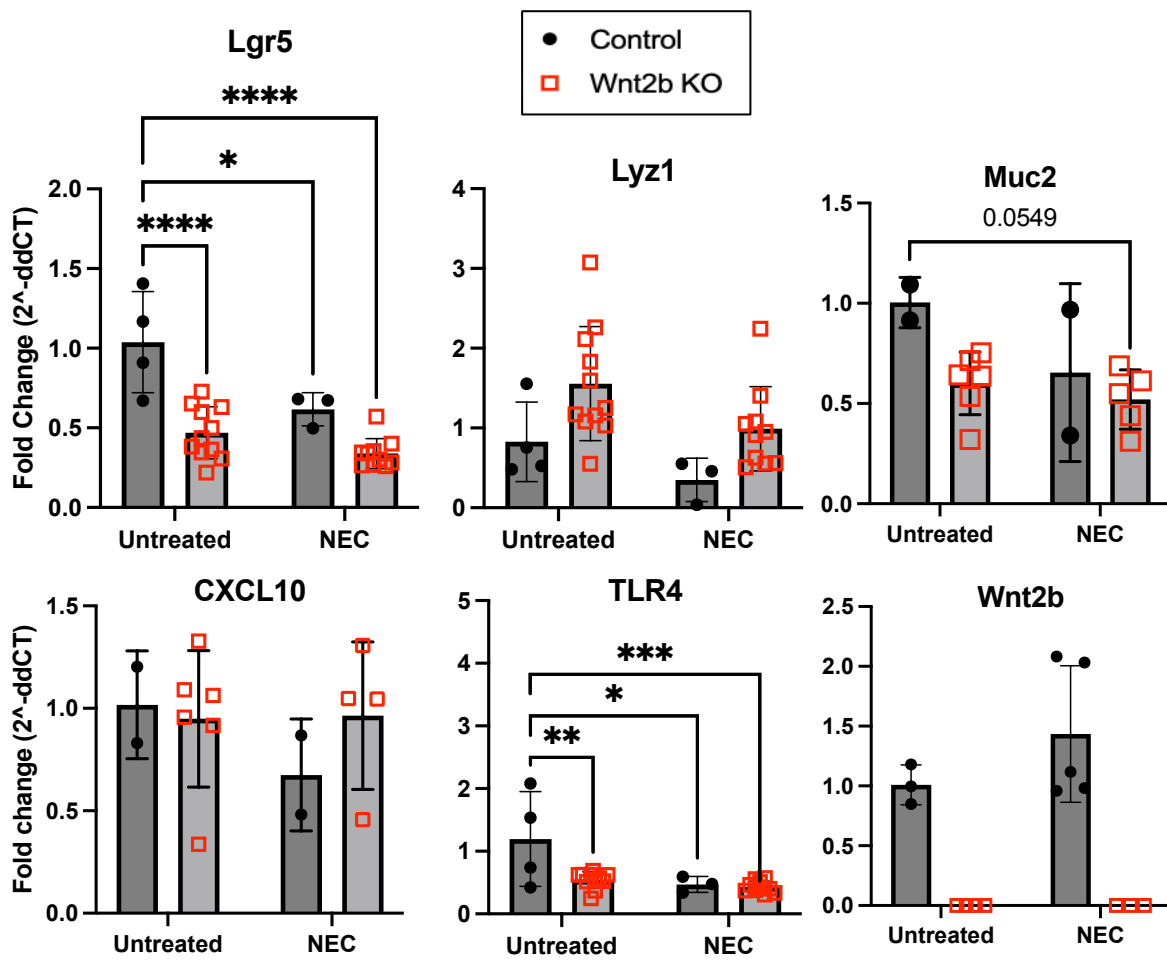 Control
Wnt2b KO
Lgr5
****
*
****
Fold Change (2^-ddCT)
2.0
1.5
1.0
0.5
0.0
Untreated
NEC
Lyz1
4
3
2
1
0
Untreated
NEC
Muc2
0.0549
1.5
1.0
0.5
0.0
Untreated
NEC
CXCL10
Fold change (2^-ddCT)
1.5
1.0
0.5
0.0
Untreated
NEC
TLR4
***
*
**
5
4
3
2
1
0
Untreated
NEC
Wnt2b
2.5
2.0
1.5
1.0
0.5
0.0
Untreated
NEC